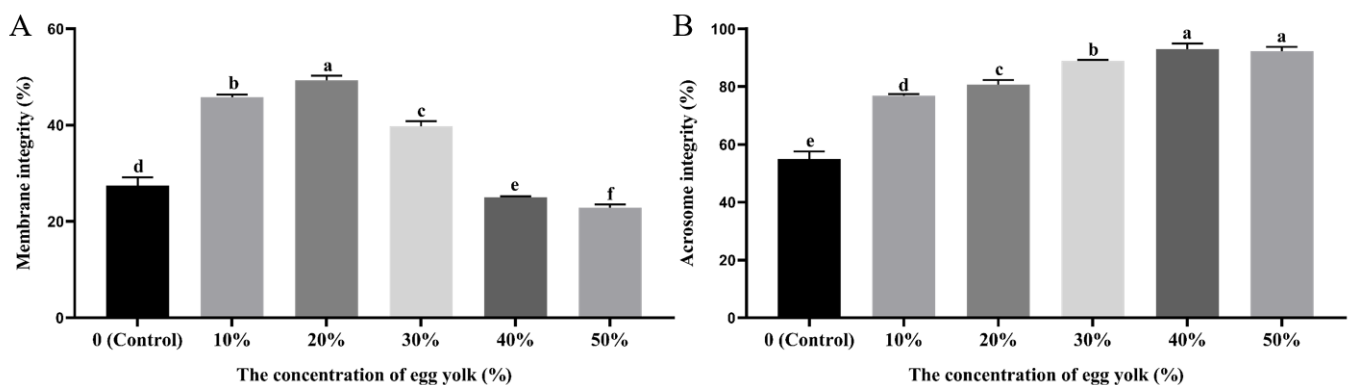 A
Membrane integrity (%)
60
40
20
0
d
b
a
c
e
f
0 (Control) 10% 20% 30% 40% 50%
The concentration of egg yolk (%)
B
Acrosome integrity (%)
100
80
60
40
20
0
e
d
c
b
a
a
0 (Control) 10% 20% 30% 40% 50%
The concentration of egg yolk (%)